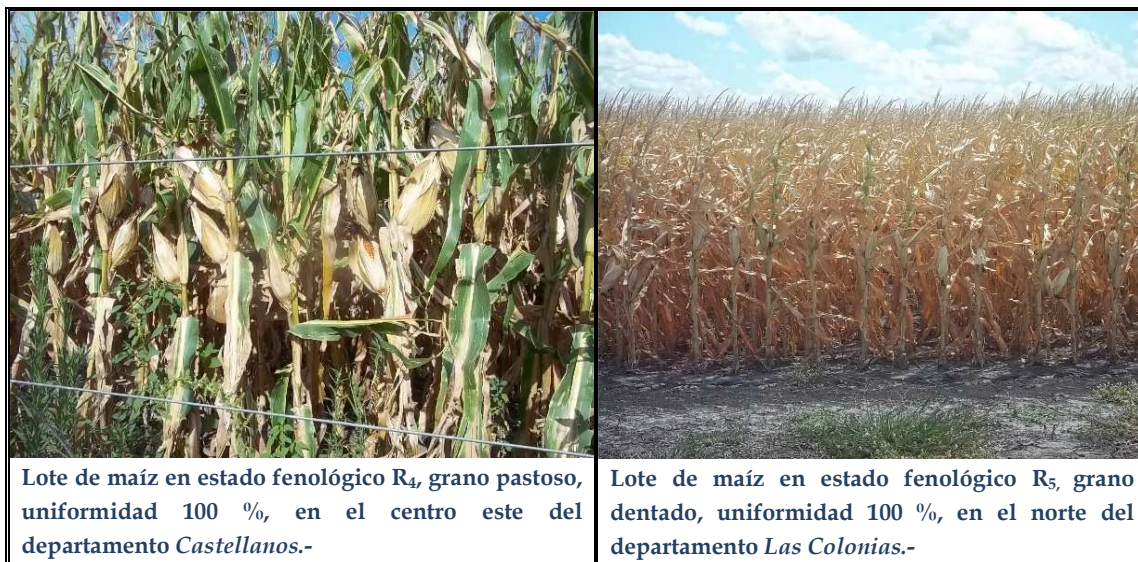 Lote de maíz en estado fenológico R₄, grano pastoso,
uniformidad 100 %, en el centro este del
departamento Castellanos.-
Lote de maíz en estado fenológico R₅, grano
dentado, uniformidad 100 %, en el norte del
departamento Las Colonias.-